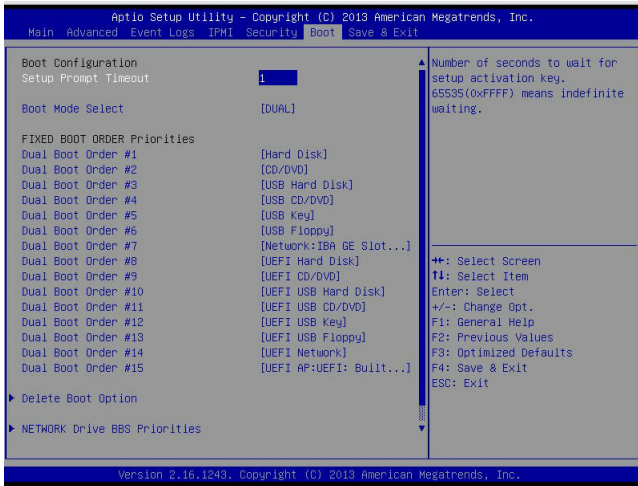 Aptio Setup Utility – Copyright (C) 2013 American Megatrends, Inc.
Main Advanced Event Logs IPMI Security Boot Save & Exit
Boot Configuration
Setup Prompt Timeout 1
Boot Mode Select [DUAL]
FIXED BOOT ORDER Priorities
Dual Boot Order #1 [Hard Disk]
Dual Boot Order #2 [CD/DVD]
Dual Boot Order #3 [USB Hard Disk]
Dual Boot Order #4 [USB CD/DVD]
Dual Boot Order #5 [USB Key]
Dual Boot Order #6 [USB Floppy]
Dual Boot Order #7 [Network:IBA GE Slot...]
Dual Boot Order #8 [UEFI Hard Disk]
Dual Boot Order #9 [UEFI CD/DVD]
Dual Boot Order #10 [UEFI USB Hard Disk]
Dual Boot Order #11 [UEFI USB CD/DVD]
Dual Boot Order #12 [UEFI USB Key]
Dual Boot Order #13 [UEFI USB Floppy]
Dual Boot Order #14 [UEFI Network]
Dual Boot Order #15 [UEFI AP:UEFI: Built...]
Delete Boot Option
NETWORK Drive BBS Priorities
Number of seconds to wait for
setup activation key.
65535(0xFFFF) means indefinite
waiting.
→←: Select Screen
↑↓: Select Item
Enter: Select
+/-: Change Opt.
F1: General Help
F2: Previous Values
F3: Optimized Defaults
F4: Save & Exit
ESC: Exit
Version 2.16.1243. Copyright (C) 2013 American Megatrends, Inc.